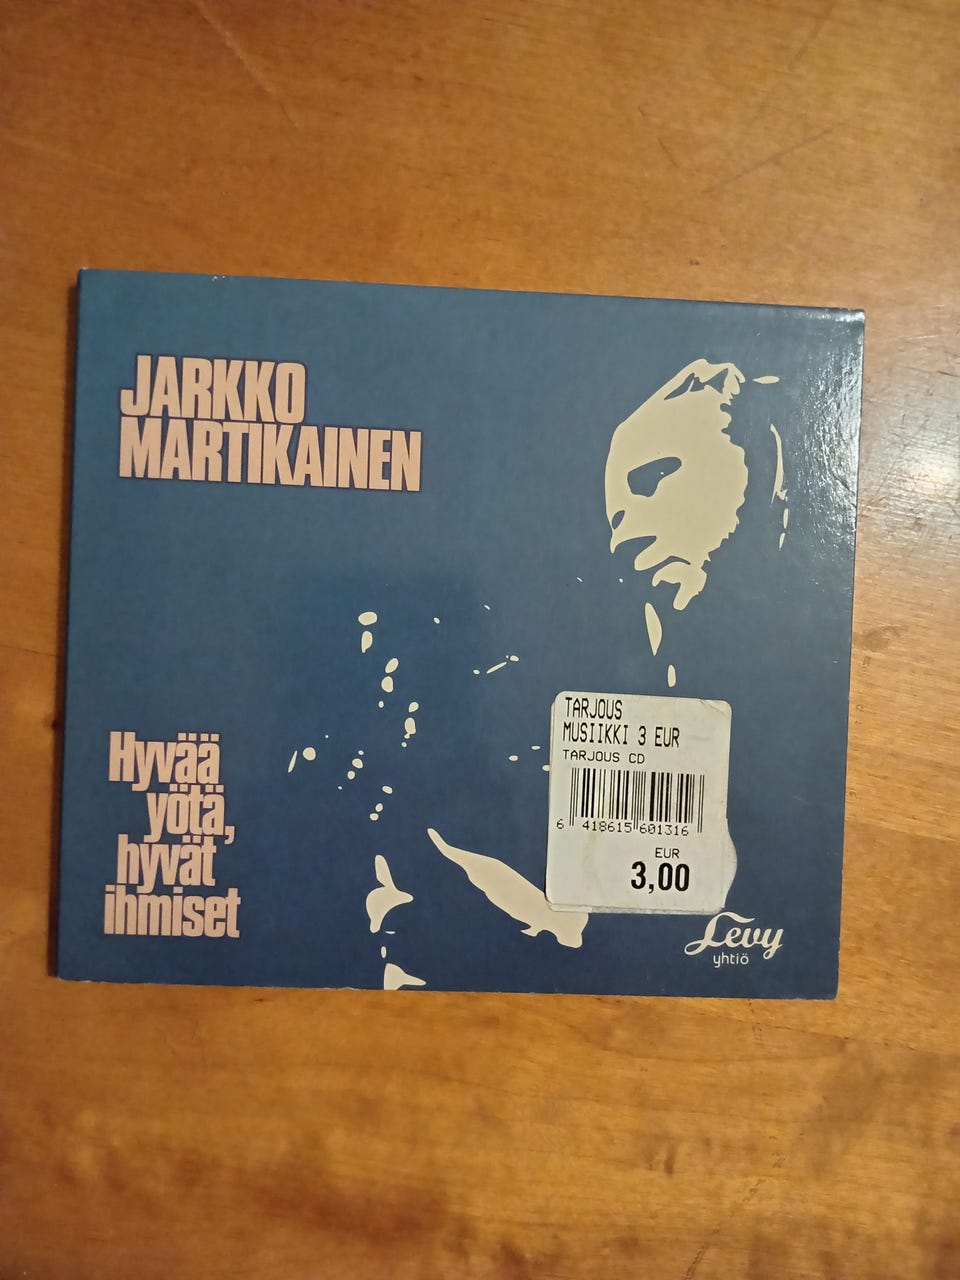 JARKKO
MARTIKAINEN
Hyvää
yötä,
hyvät
ihmiset
TARJOUS
MUSIIKKI 3 EUR
TARJOUS CD
6 418615 601316
EUR
3,00
Levy
yhtiö